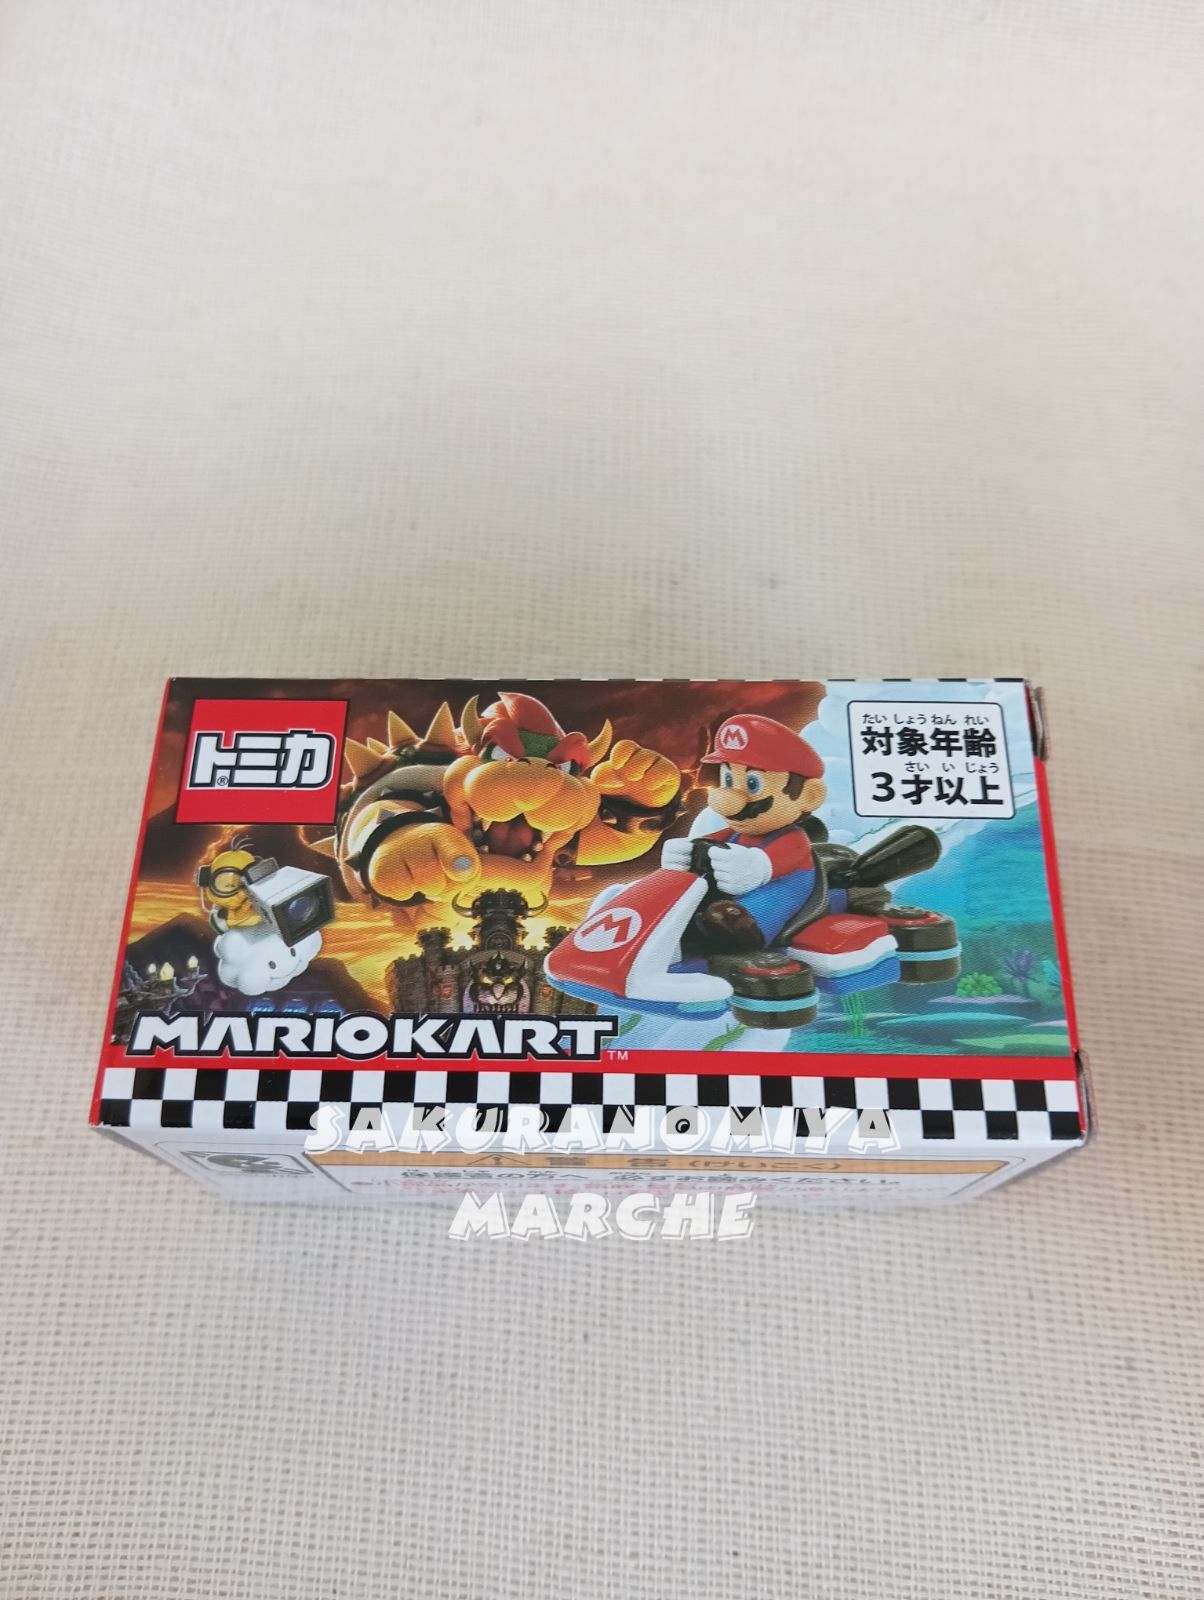 トミカ
®
たいしょうねんれい
対象年齢
さいいじょう
3才以上
M
M
MARIOKART
TM
SAKURANOMIYA
MARCHE